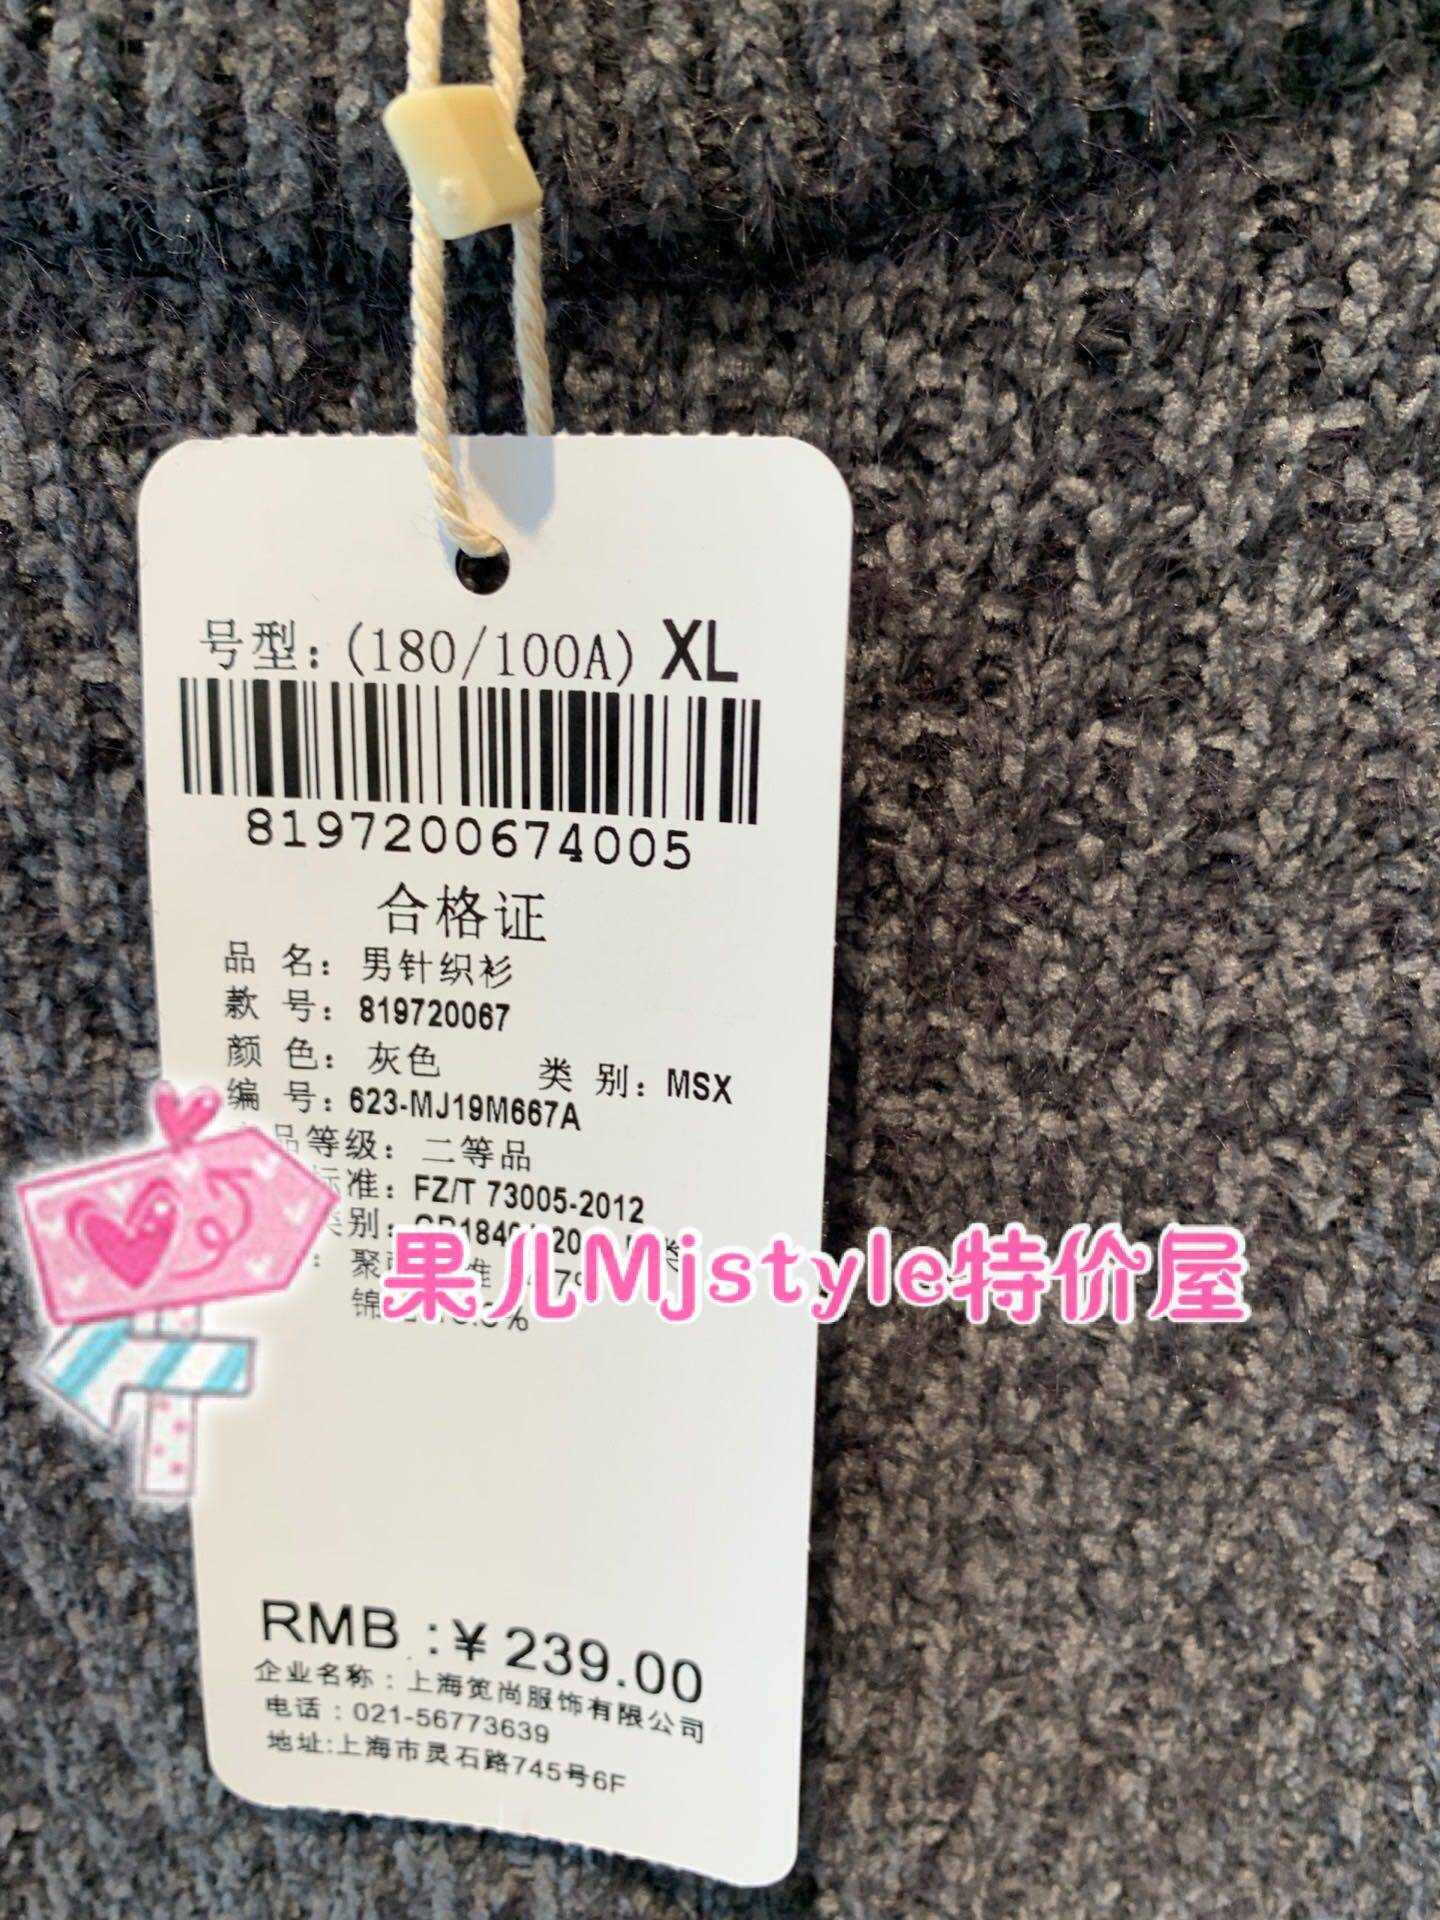 号型：(180/100A) XL
8197200674005
合格证
品 名：男针织衫
款 号：819720067
颜 色：灰色 类 别：MSX
编 号：623-MJ19M667A
品等级：二等品
标准：FZ/T 73005-2012
类别：
果儿Mjstyle特价屋
RMB :¥ 239.00
企业名称：上海笕尚服饰有限公司
电话：021-56773639
地址:上海市灵石路745号6F